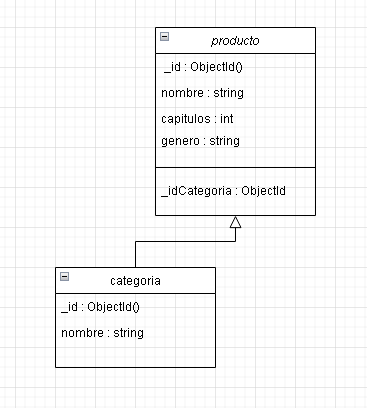 producto
_id : ObjectId()
nombre : string
capitulos : int
genero : string
_idCategoria : ObjectId
categoria
_id : ObjectId()
nombre : string